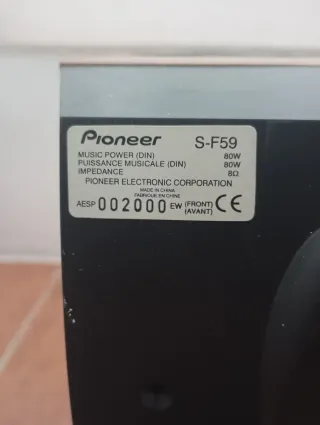 Pioneer S-F59
MUSIC POWER (DIN) 80W
PUISSANCE MUSICALE (DIN) 80W
IMPEDANCE 8Ω
PIONEER ELECTRONIC CORPORATION
MADE IN CHINA
FABRIQUÉ EN CHINE
AESP 002000 EW (FRONT) CE
(AVANT)